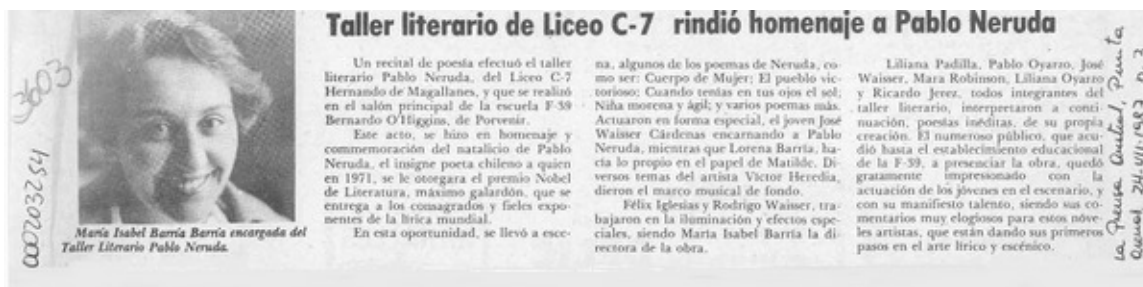 Taller literario de Liceo C-7 rindió homenaje a Pablo Neruda
María Isabel Barría Barría encargada del
Taller Literario Pablo Neruda.
Un recital de poesía efectuó el taller
literario Pablo Neruda, del Liceo C-7
Hernando de Magallanes, y que se realizó
en el salón principal de la escuela F-39
Bernardo O'Higgins, de Porvenir.
Este acto, se hizo en homenaje y
commemoración del natalicio de Pablo
Neruda, el insigne poeta chileno a quien
en 1971, se le otorgara el premio Nobel
de Literatura, máximo galardón, que se
entrega a los consagrados y fieles expo-
nentes de la lírica mundial.
En esta oportunidad, se llevó a esce-
na, algunos de los poemas de Neruda, co-
mo ser: Cuerpo de Mujer; El pueblo vic-
torioso; Cuando tenías en tus ojos el sol;
Niña morena y ágil; y varios poemas más.
Actuaron en forma especial, el joven José
Waisser Cárdenas encarnando a Pablo
Neruda, mientras que Lorena Barría, ha-
cía lo propio en el papel de Matilde. Di-
versos temas del artista Víctor Heredia,
dieron el marco musical de fondo.
Félix Iglesias y Rodrigo Waisser, tra-
bajaron en la iluminación y efectos espe-
ciales, siendo María Isabel Barría la di-
rectora de la obra.
Liliana Padilla, Pablo Oyarzo, José
Waisser, Mara Robinson, Liliana Oyarzo
y Ricardo Jerez, todos integrantes del
taller literario, interpretaron a conti-
nuación, poesías inéditas, de su propia
creación. El numeroso público, que acu-
dió hasta el establecimiento educacional
de la F-39, a presenciar la obra, quedó
gratamente impresionado con la
actuación de los jóvenes en el escenario, y
con su manifiesto talento, siendo sus co-
mentarios muy elogiosos para estos nóve-
les artistas, que están dando sus primeros
pasos en el arte lírico y escénico.
(3603)
000203254
La Prensa Austral, Punta